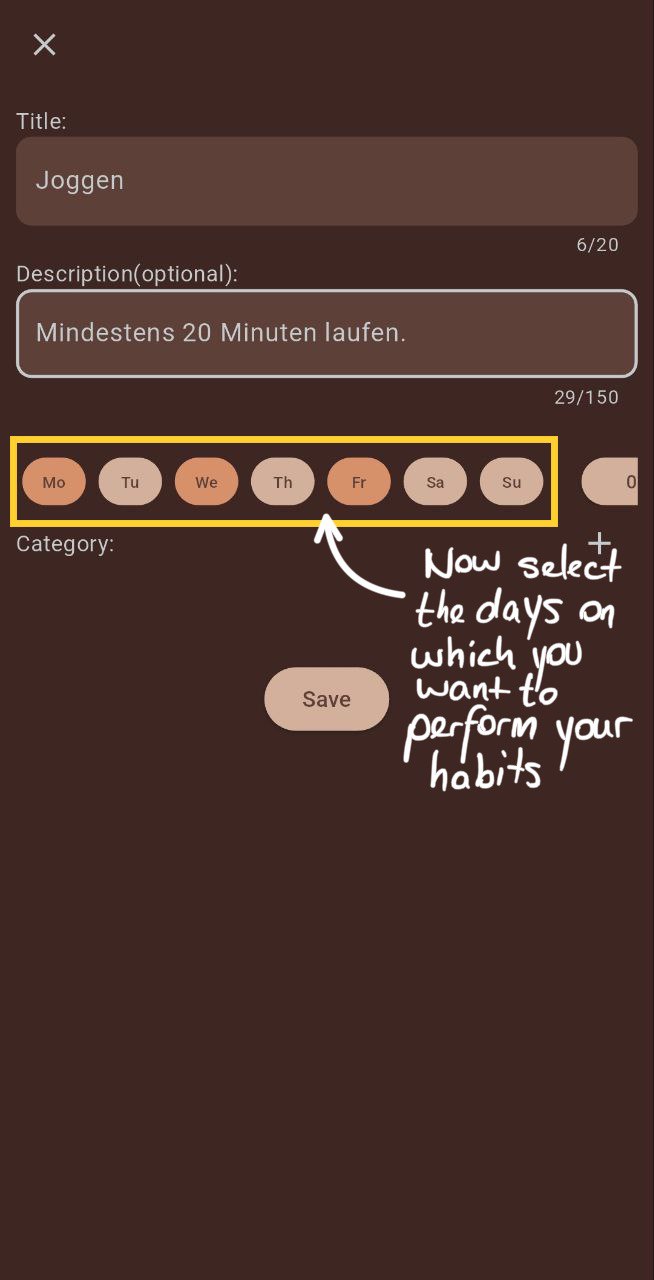 Title:
Joggen
6/20
Description(optional):
Mindestens 20 Minuten laufen.
29/150
Mo Tu We Th Fr Sa Su 0
Category:
Now select
the days on
which you
want to
perform your
habits
Save